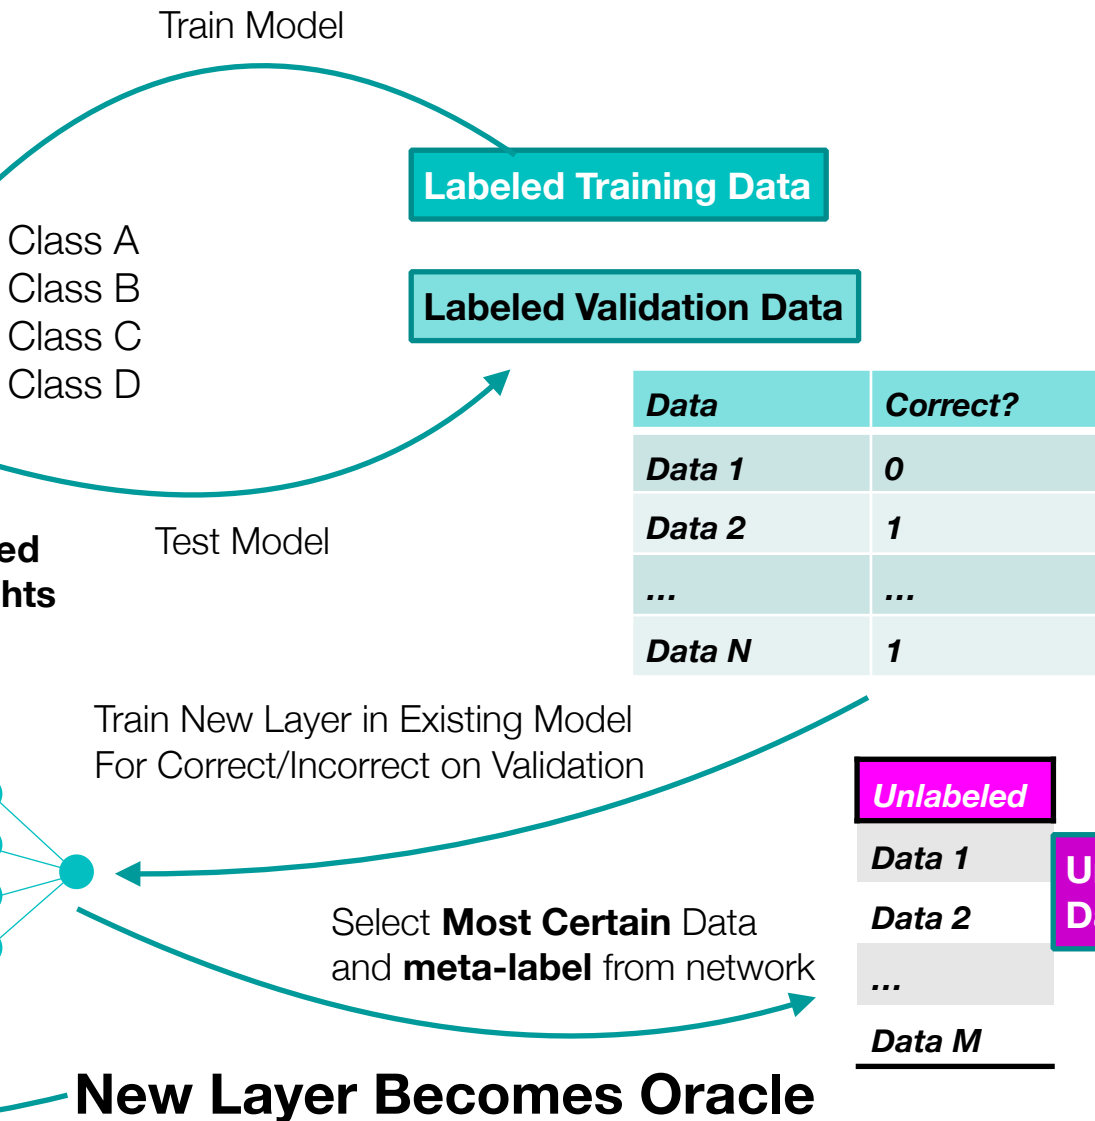 Train Model
Labeled Training Data
Class A
Class B
Class C
Class D
Labeled Validation Data
Data Correct?
Data 1 0
Data 2 1
... ...
Data N 1
Test Model
Train New Layer in Existing Model
For Correct/Incorrect on Validation
Unlabeled
Data 1
Data 2
...
Data M
Select Most Certain Data
and meta-label from network
New Layer Becomes Oracle